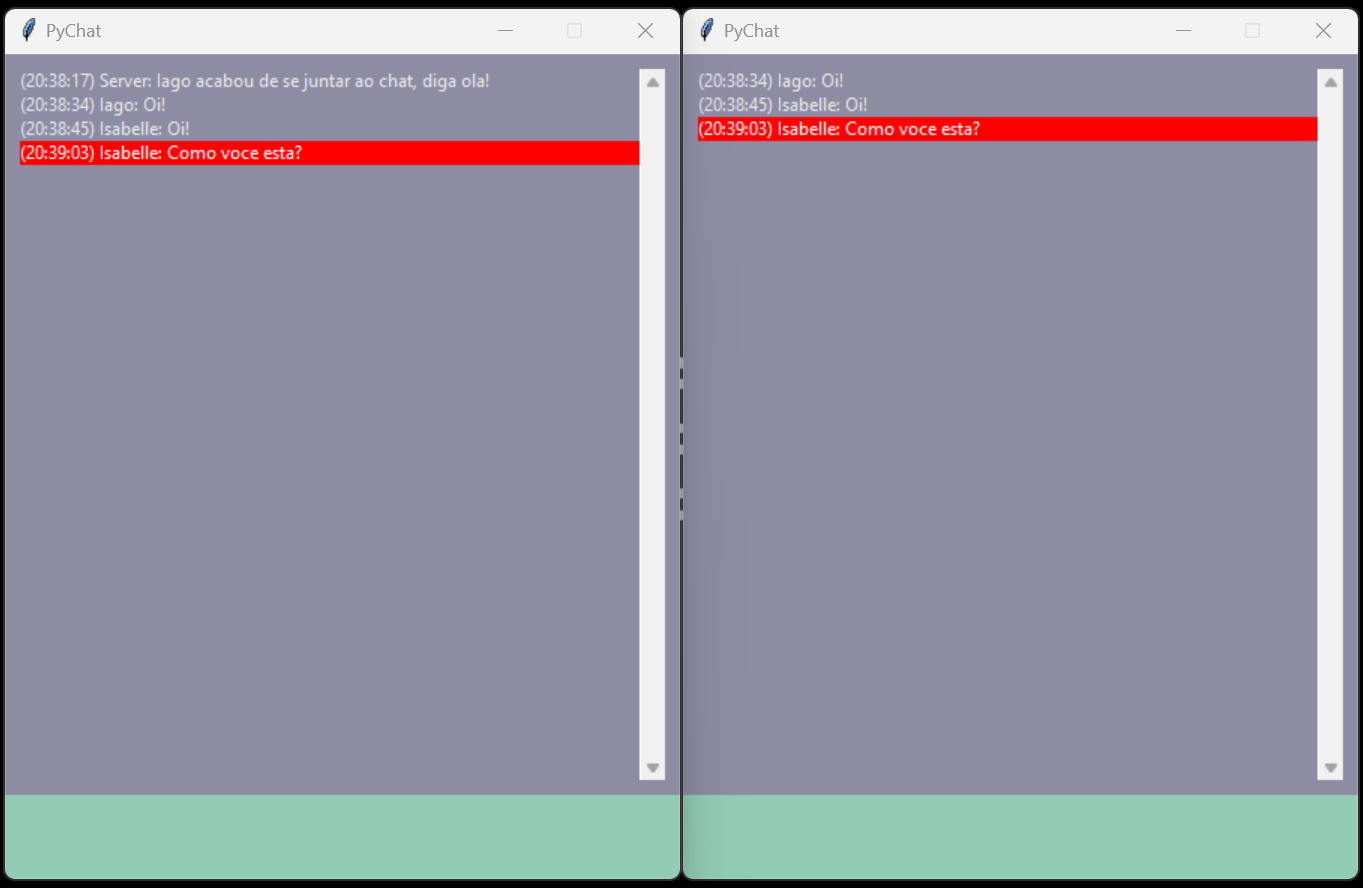 PyChat
(20:38:17) Server: Iago acabou de se juntar ao chat, diga ola!
(20:38:34) Iago: Oi!
(20:38:45) Isabelle: Oi!
(20:39:03) Isabelle: Como voce esta?
PyChat
(20:38:34) Iago: Oi!
(20:38:45) Isabelle: Oi!
(20:39:03) Isabelle: Como voce esta?